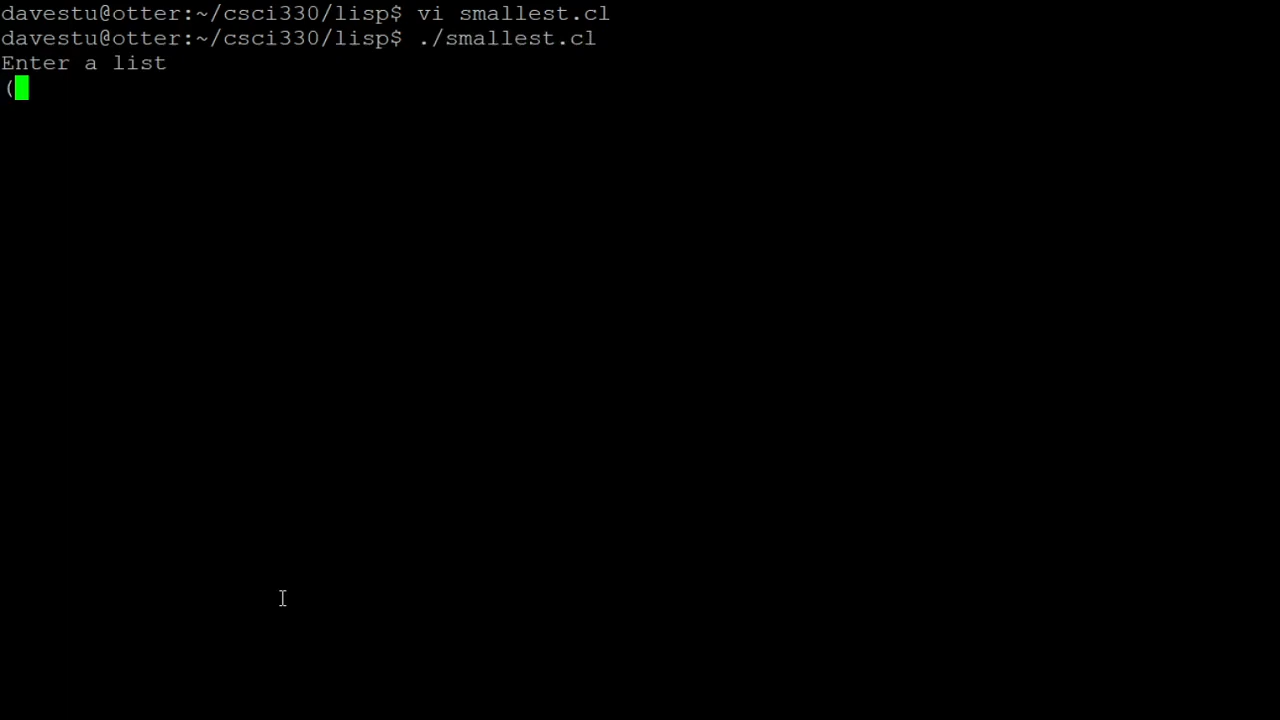 davestu@otter:~/csci330/lisp$ vi smallest.cl
davestu@otter:~/csci330/lisp$ ./smallest.cl
Enter a list
(